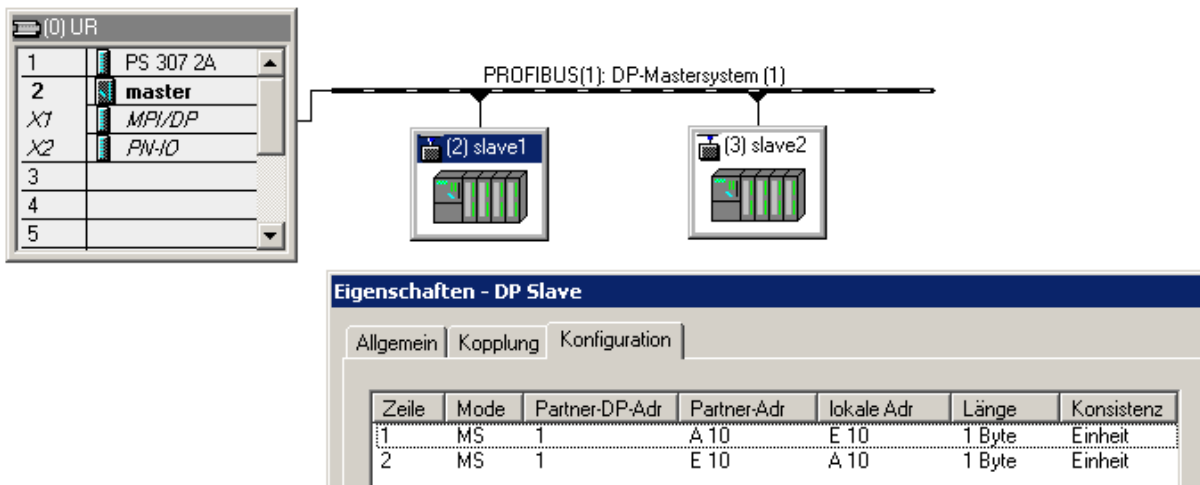 (0) UR
1 PS 307 2A
2 master
X1 MPI/DP
X2 PN-IO
3
4
5
PROFIBUS(1): DP-Mastersystem (1)
(2) slave1
(3) slave2
Eigenschaften - DP Slave
Allgemein Kopplung Konfiguration
Zeile Mode Partner-DP-Adr Partner-Adr lokale Adr Länge Konsistenz
1 MS 1 A 10 E 10 1 Byte Einheit
2 MS 1 E 10 A 10 1 Byte Einheit